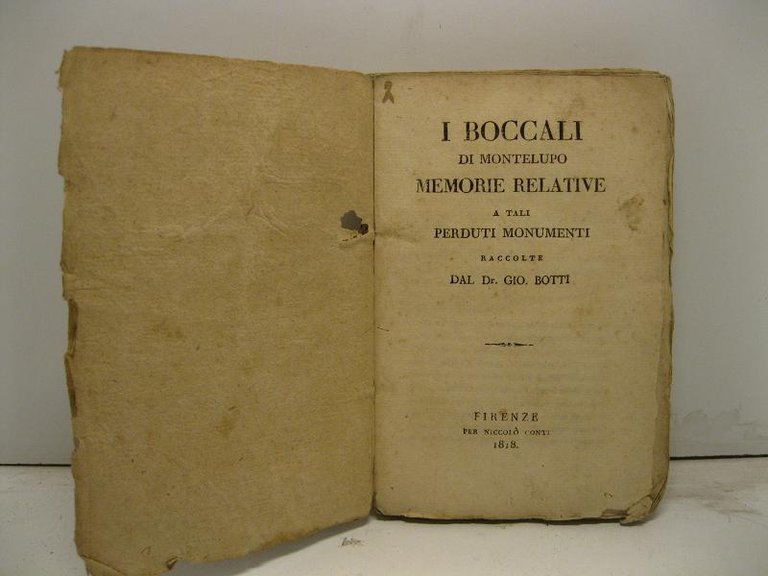 I BOCCALI
DI MONTELUPO
MEMORIE RELATIVE
A TALI
PERDUTI MONUMENTI
RACCOLTE
DAL Dr. GIO. BOTTI
FIRENZE
PER NICCOLÒ CONTI
1818.